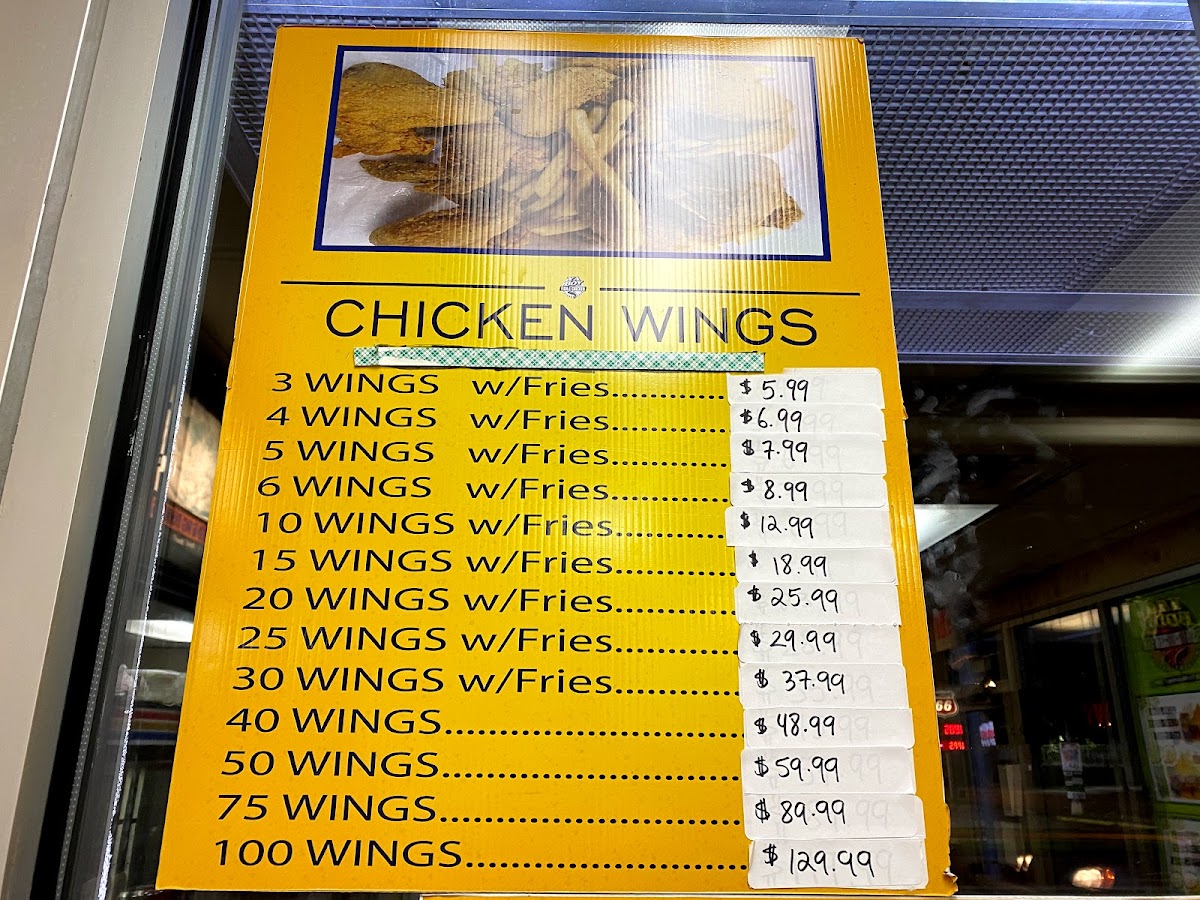 CHICKEN WINGS
3 WINGS w/Fries............ $ 5.99
4 WINGS w/Fries............ $ 6.99
5 WINGS w/Fries............ $ 7.99
6 WINGS w/Fries............ $ 8.99
10 WINGS w/Fries............ $ 12.99
15 WINGS w/Fries............ $ 18.99
20 WINGS w/Fries............ $ 25.99
25 WINGS w/Fries............ $ 29.99
30 WINGS w/Fries............ $ 37.99
40 WINGS............................. $ 48.99
50 WINGS............................. $ 59.99
75 WINGS............................. $ 89.99
100 WINGS........................... $ 129.99
66